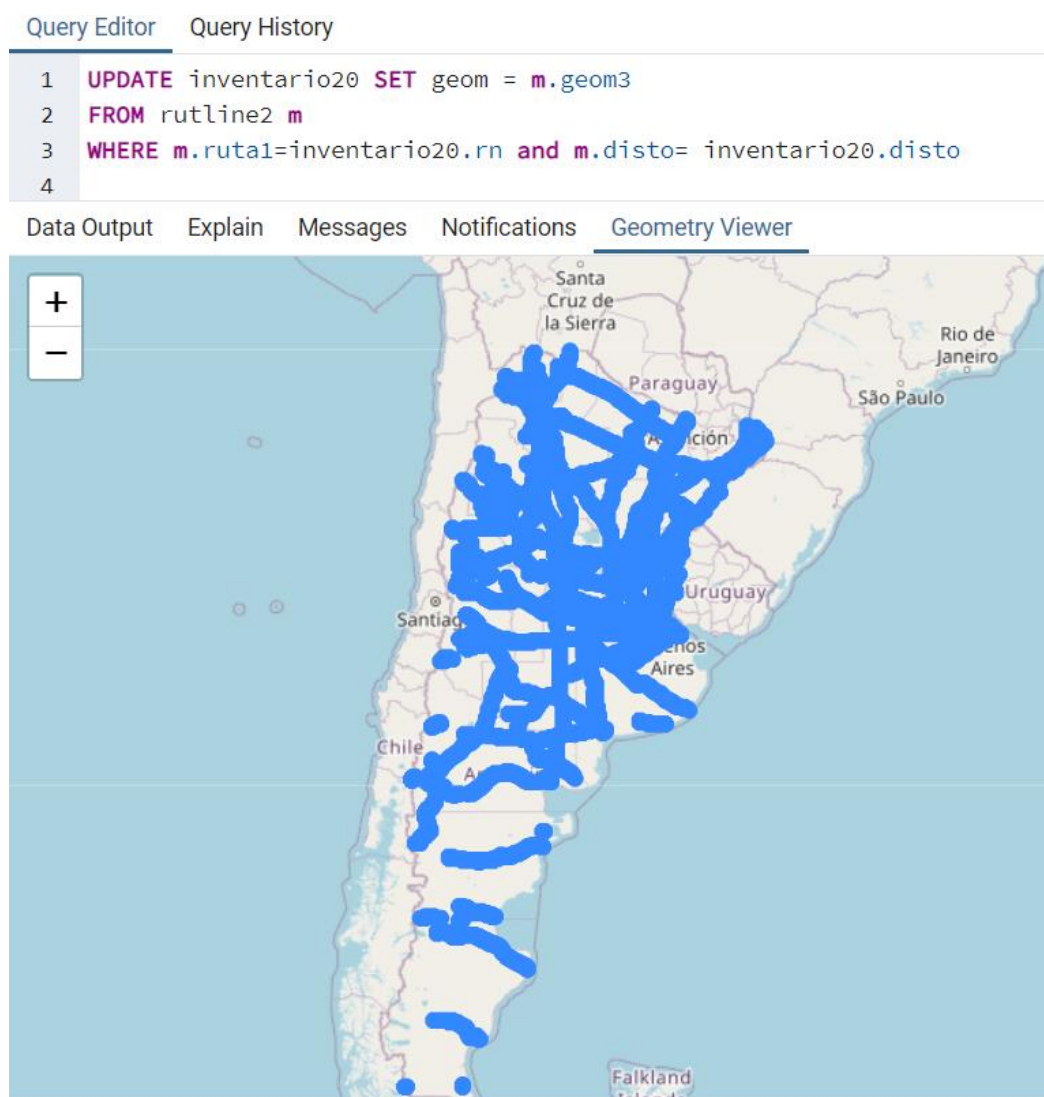 Query Editor Query History
1 UPDATE inventario20 SET geom = m.geom3
2 FROM rutline2 m
3 WHERE m.ruta1=inventario20.rn and m.disto= inventario20.disto
4
Data Output Explain Messages Notifications Geometry Viewer
+
−
Santa
Cruz de
la Sierra
Rio de
Janeiro
Paraguay
São Paulo
Uruguay
Santiag
enos
Aires
Chile
Falkland